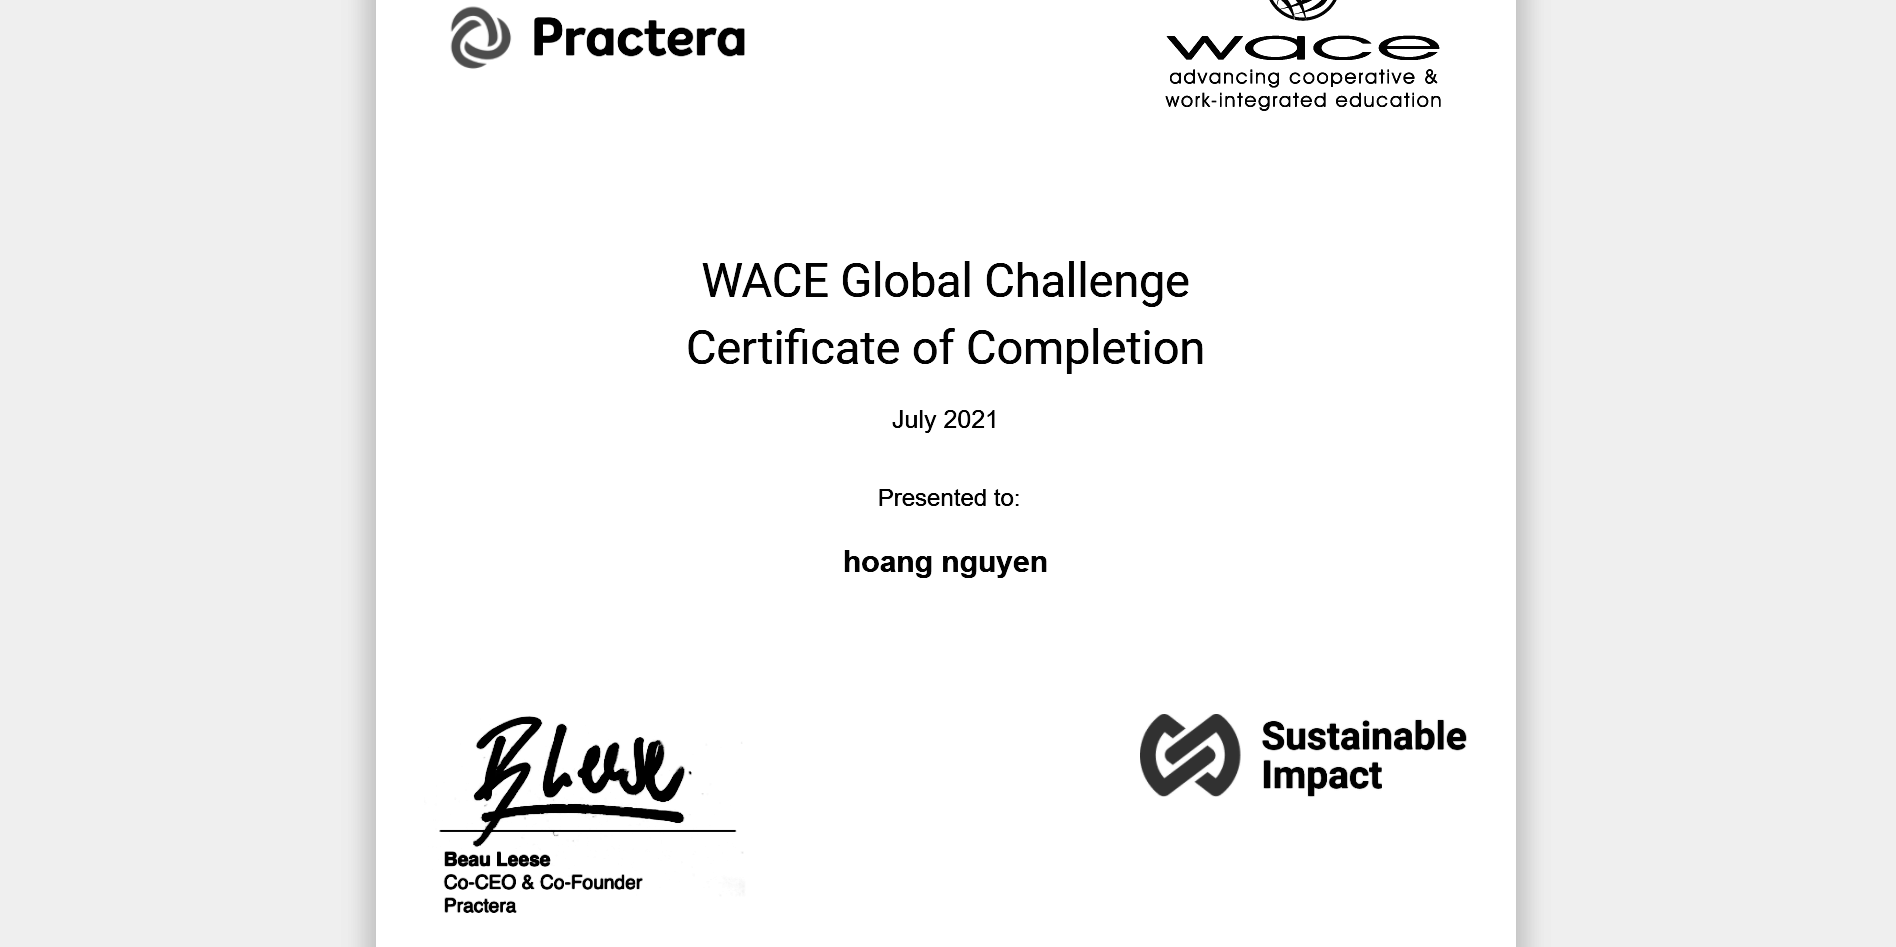 Practera
wace
advancing cooperative &
work-integrated education
WACE Global Challenge
Certificate of Completion
July 2021
Presented to:
hoang nguyen
B Leese
Sustainable
Impact
Beau Leese
Co-CEO & Co-Founder
Practera